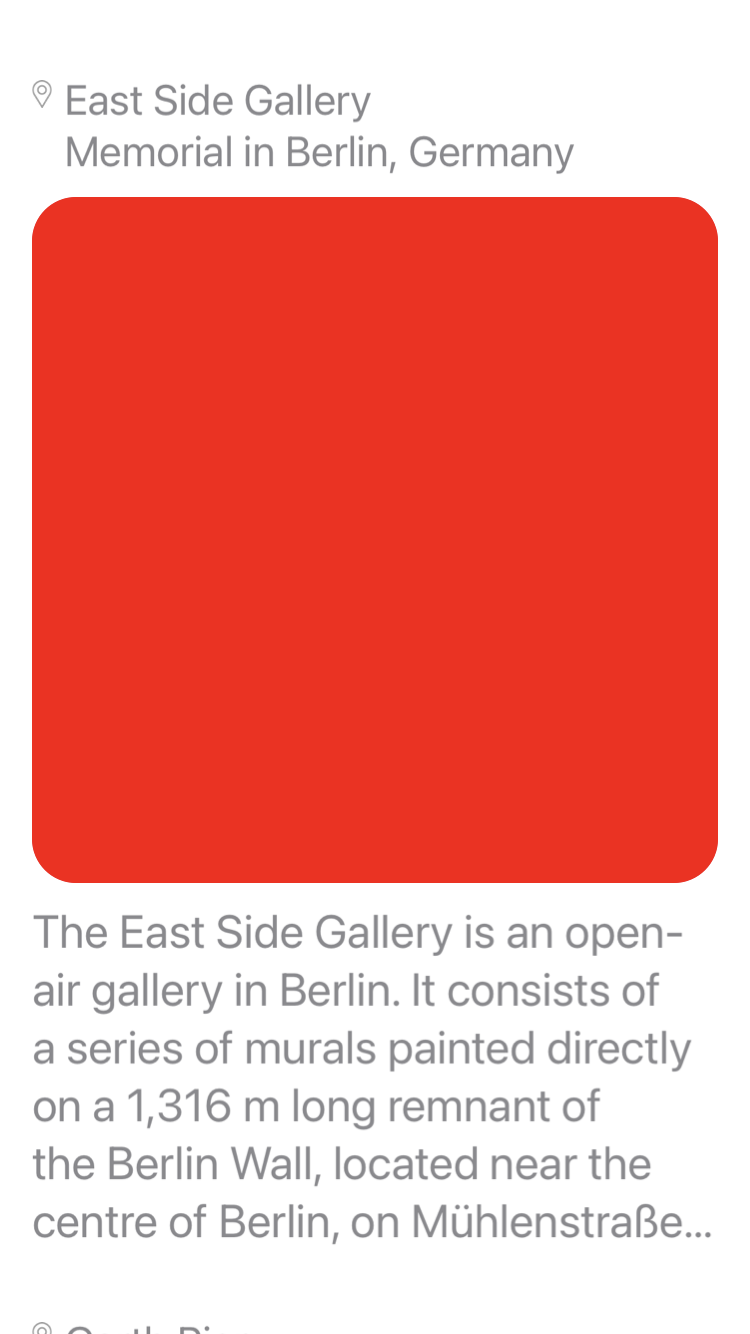 East Side Gallery
Memorial in Berlin, Germany
The East Side Gallery is an open-
air gallery in Berlin. It consists of
a series of murals painted directly
on a 1,316 m long remnant of
the Berlin Wall, located near the
centre of Berlin, on Mühlenstraße...